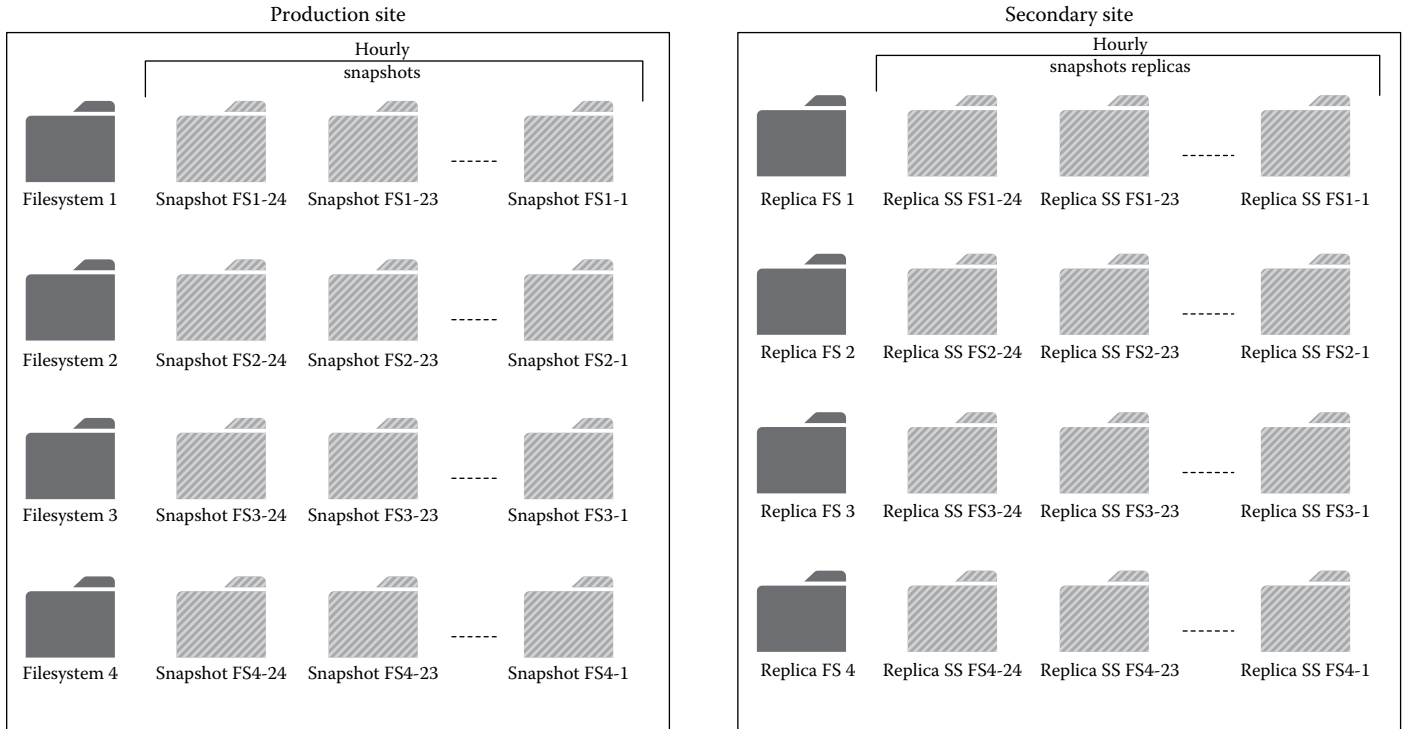 Production site
Hourly
snapshots
Filesystem 1
Snapshot FS1-24
Snapshot FS1-23
Snapshot FS1-1
Filesystem 2
Snapshot FS2-24
Snapshot FS2-23
Snapshot FS2-1
Filesystem 3
Snapshot FS3-24
Snapshot FS3-23
Snapshot FS3-1
Filesystem 4
Snapshot FS4-24
Snapshot FS4-23
Snapshot FS4-1
Secondary site
Hourly
snapshots replicas
Replica FS 1
Replica SS FS1-24
Replica SS FS1-23
Replica SS FS1-1
Replica FS 2
Replica SS FS2-24
Replica SS FS2-23
Replica SS FS2-1
Replica FS 3
Replica SS FS3-24
Replica SS FS3-23
Replica SS FS3-1
Replica FS 4
Replica SS FS4-24
Replica SS FS4-23
Replica SS FS4-1